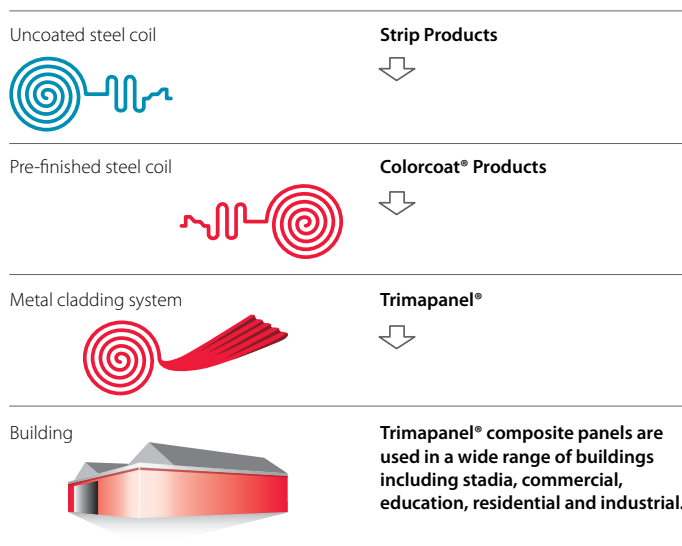 Uncoated steel coil
Strip Products
Pre-finished steel coil
Colorcoat® Products
Metal cladding system
Trimapanel®
Building
Trimapanel® composite panels are
used in a wide range of buildings
including stadia, commercial,
education, residential and industrial.